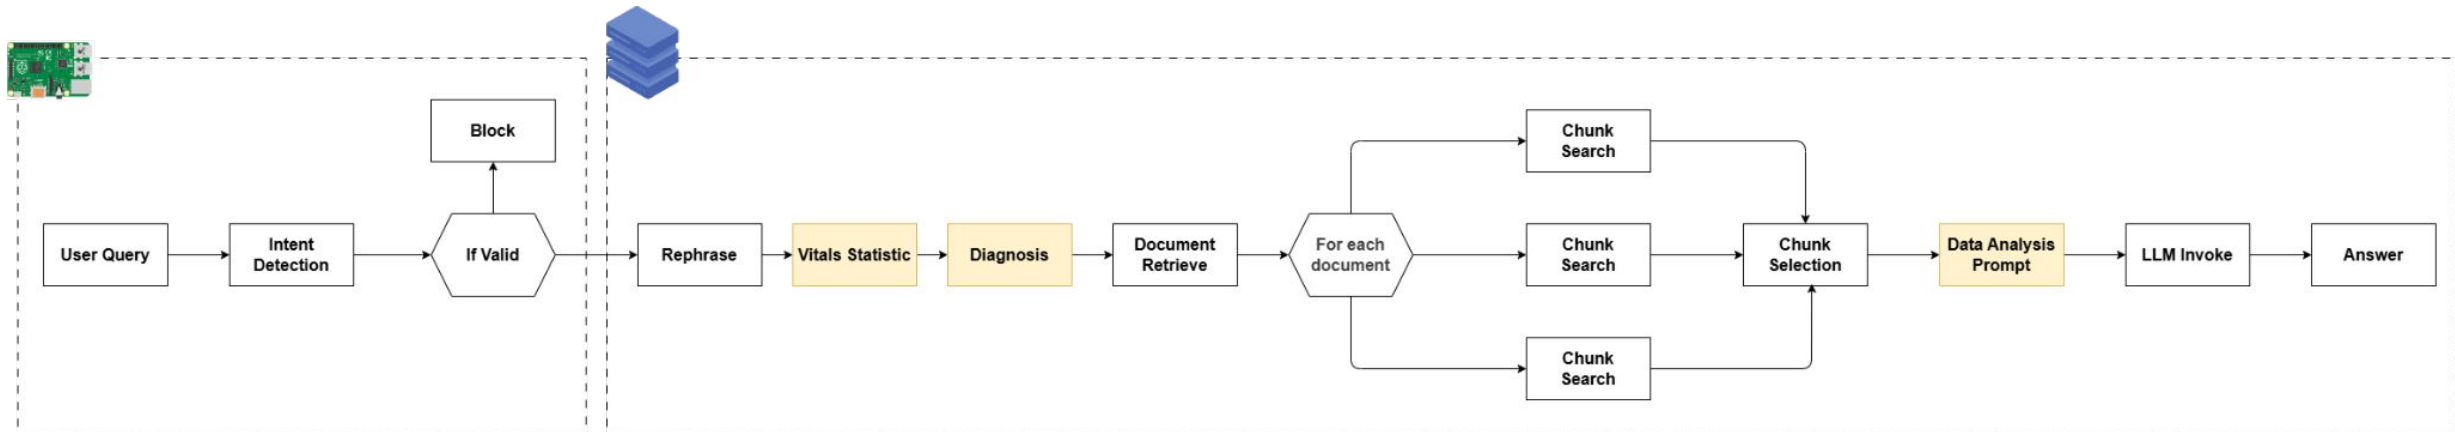 User Query
Intent
Detection
If Valid
Block
Rephrase
Vitals Statistic
Diagnosis
Document
Retrieve
For each
document
Chunk
Search
Chunk
Search
Chunk
Search
Chunk
Selection
Data Analysis
Prompt
LLM Invoke
Answer